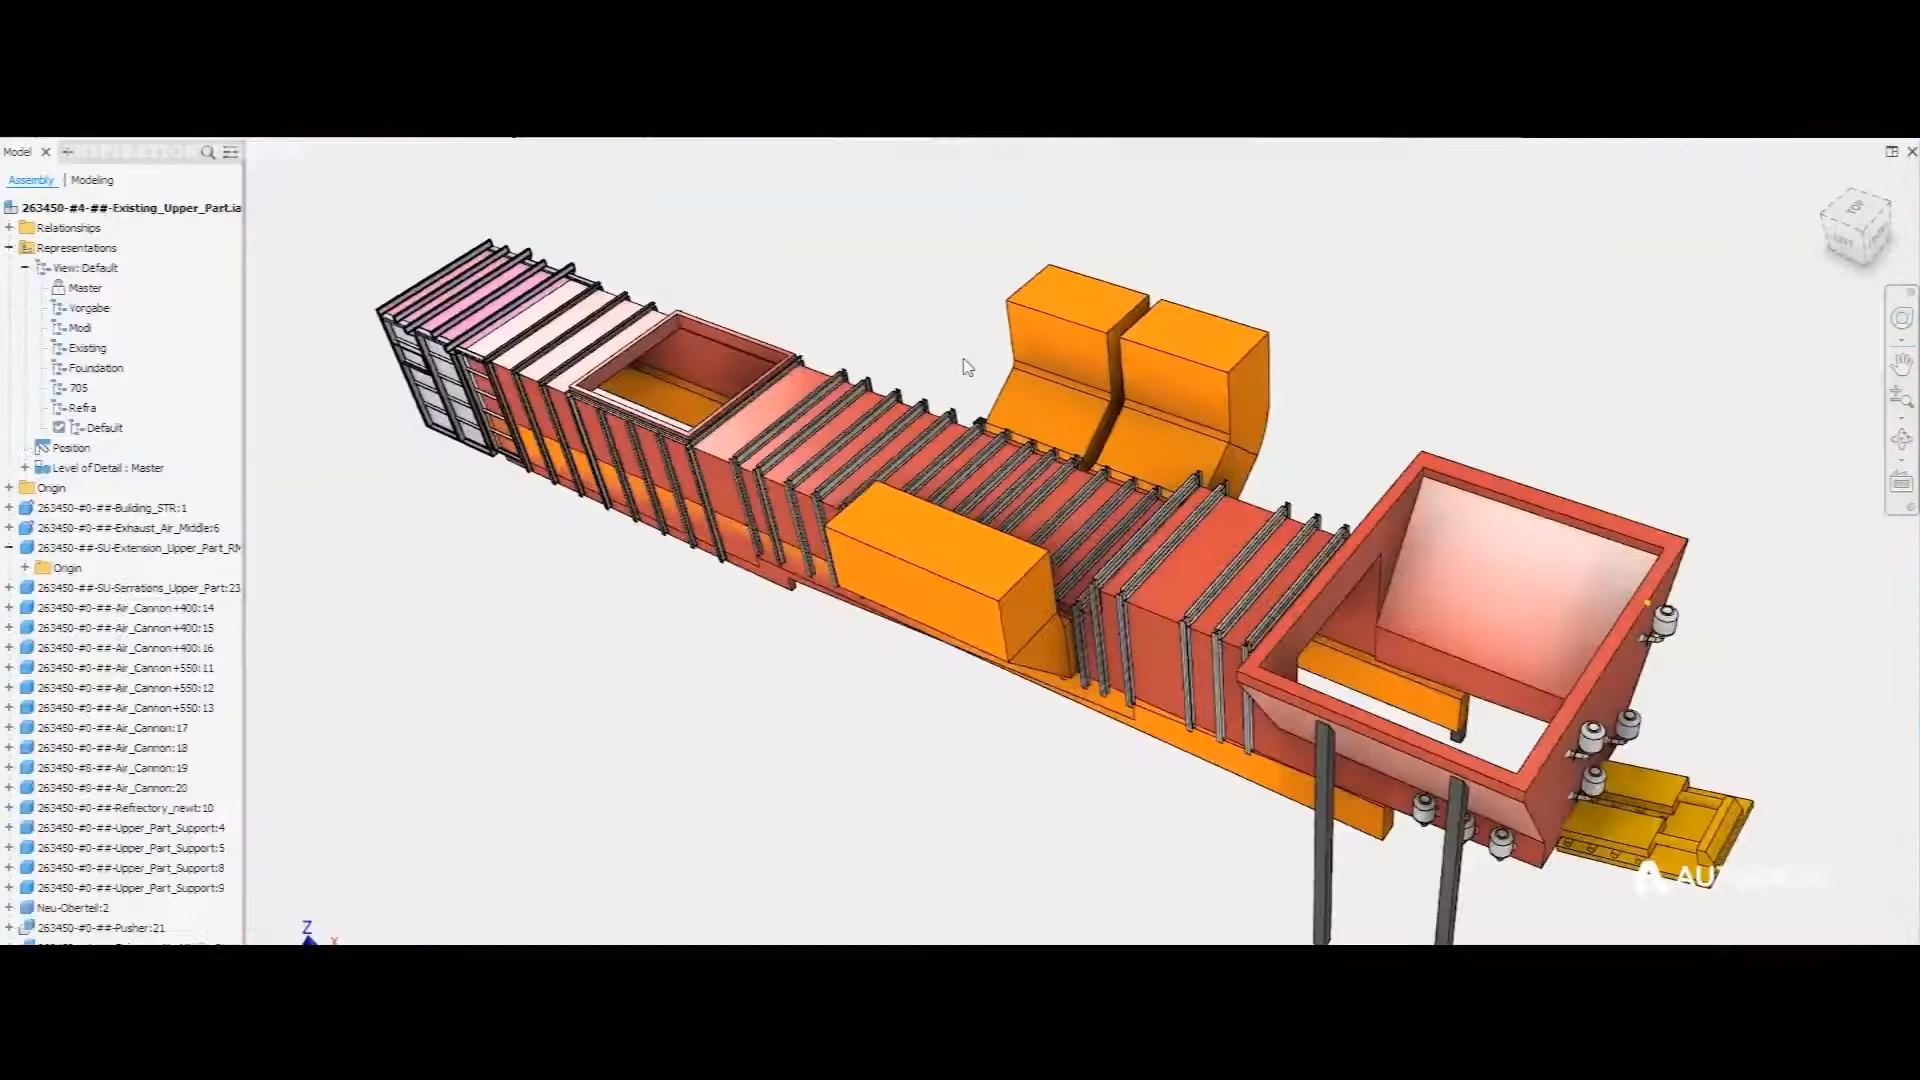 Model
Assembly | Modeling
263450-#4-##-Existing_Upper_Part.ia
Relationships
Representations
View: Default
Master
Vorgabe
Modi
Existing
Foundation
705
Refra
Default
Position
Level of Detail : Master
Origin
263450-#0-##-Building_STR:1
263450-#0-##-Exhaust_Air_Middle:6
263450-##-SU-Extension_Upper_Part_RM
Origin
263450-##-SU-Serrations_Upper_Part:23
263450-#0-##-Air_Cannon+400:14
263450-#0-##-Air_Cannon+400:15
263450-#0-##-Air_Cannon+400:16
263450-#0-##-Air_Cannon+550:11
263450-#0-##-Air_Cannon+550:12
263450-#0-##-Air_Cannon+550:13
263450-#0-##-Air_Cannon:17
263450-#0-##-Air_Cannon:18
263450-#0-##-Air_Cannon:19
263450-#0-##-Air_Cannon:20
263450-#0-##-Refrectory_newt:10
263450-#0-##-Upper_Part_Support:4
263450-#0-##-Upper_Part_Support:5
263450-#0-##-Upper_Part_Support:8
263450-#0-##-Upper_Part_Support:9
Neu-Oberteil:2
263450-#0-##-Pusher:21
TOP
LEFT
Z
X